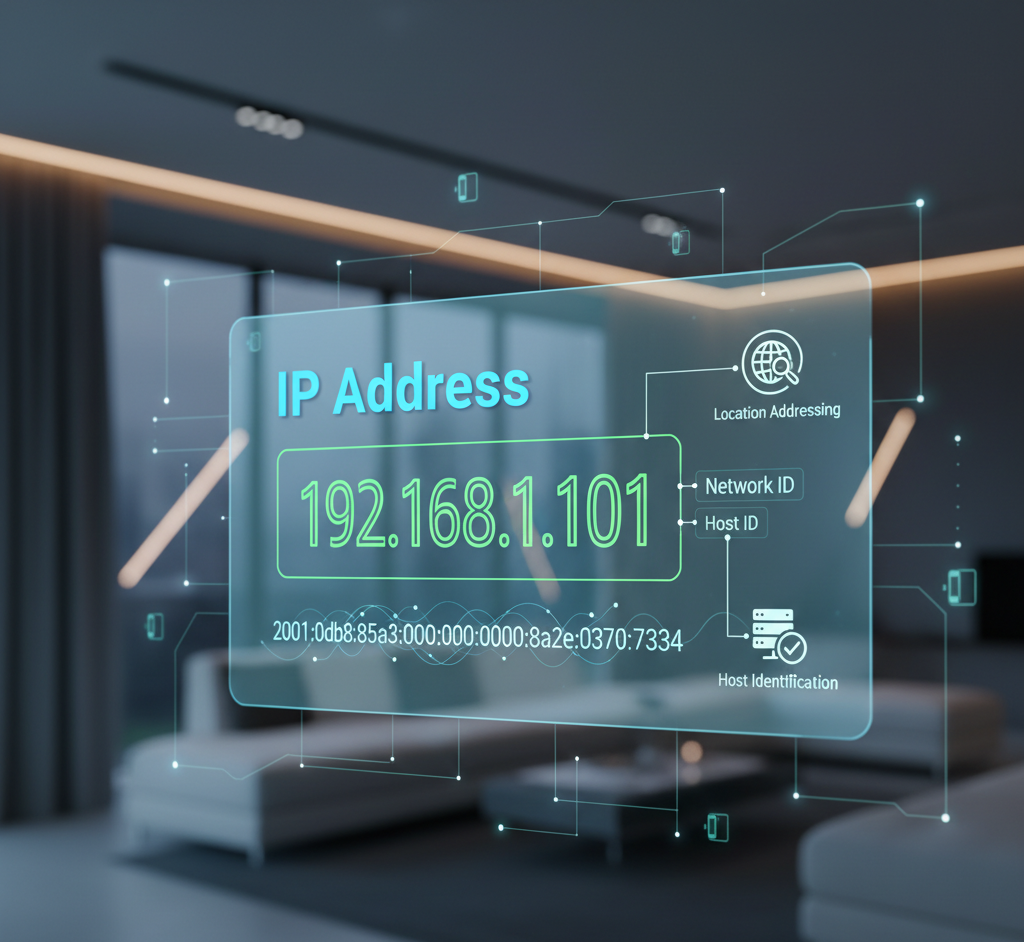 IP Address
Location Addressing
192.168.1.101
Network ID
Host ID
2001:0db8:85a3:000:000:0000:8a2e:0370:7334
Host Identification